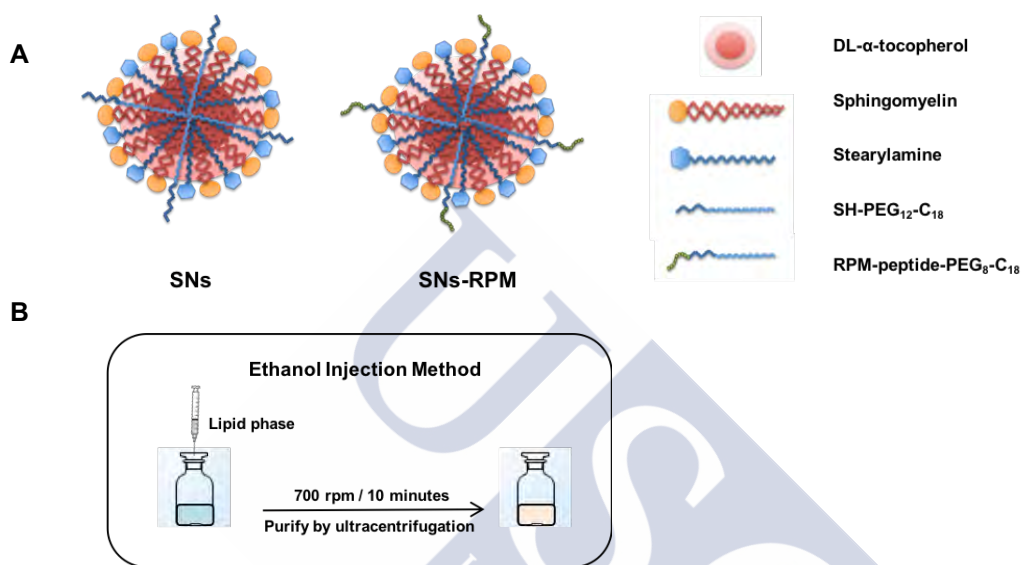 A
DL-α-tocopherol
Sphingomyelin
Stearylamine
SH-PEG₁₂-C₁₈
RPM-peptide-PEG₈-C₁₈
SNs
SNs-RPM
B
Ethanol Injection Method
Lipid phase
700 rpm / 10 minutes
Purify by ultracentrifugation
US